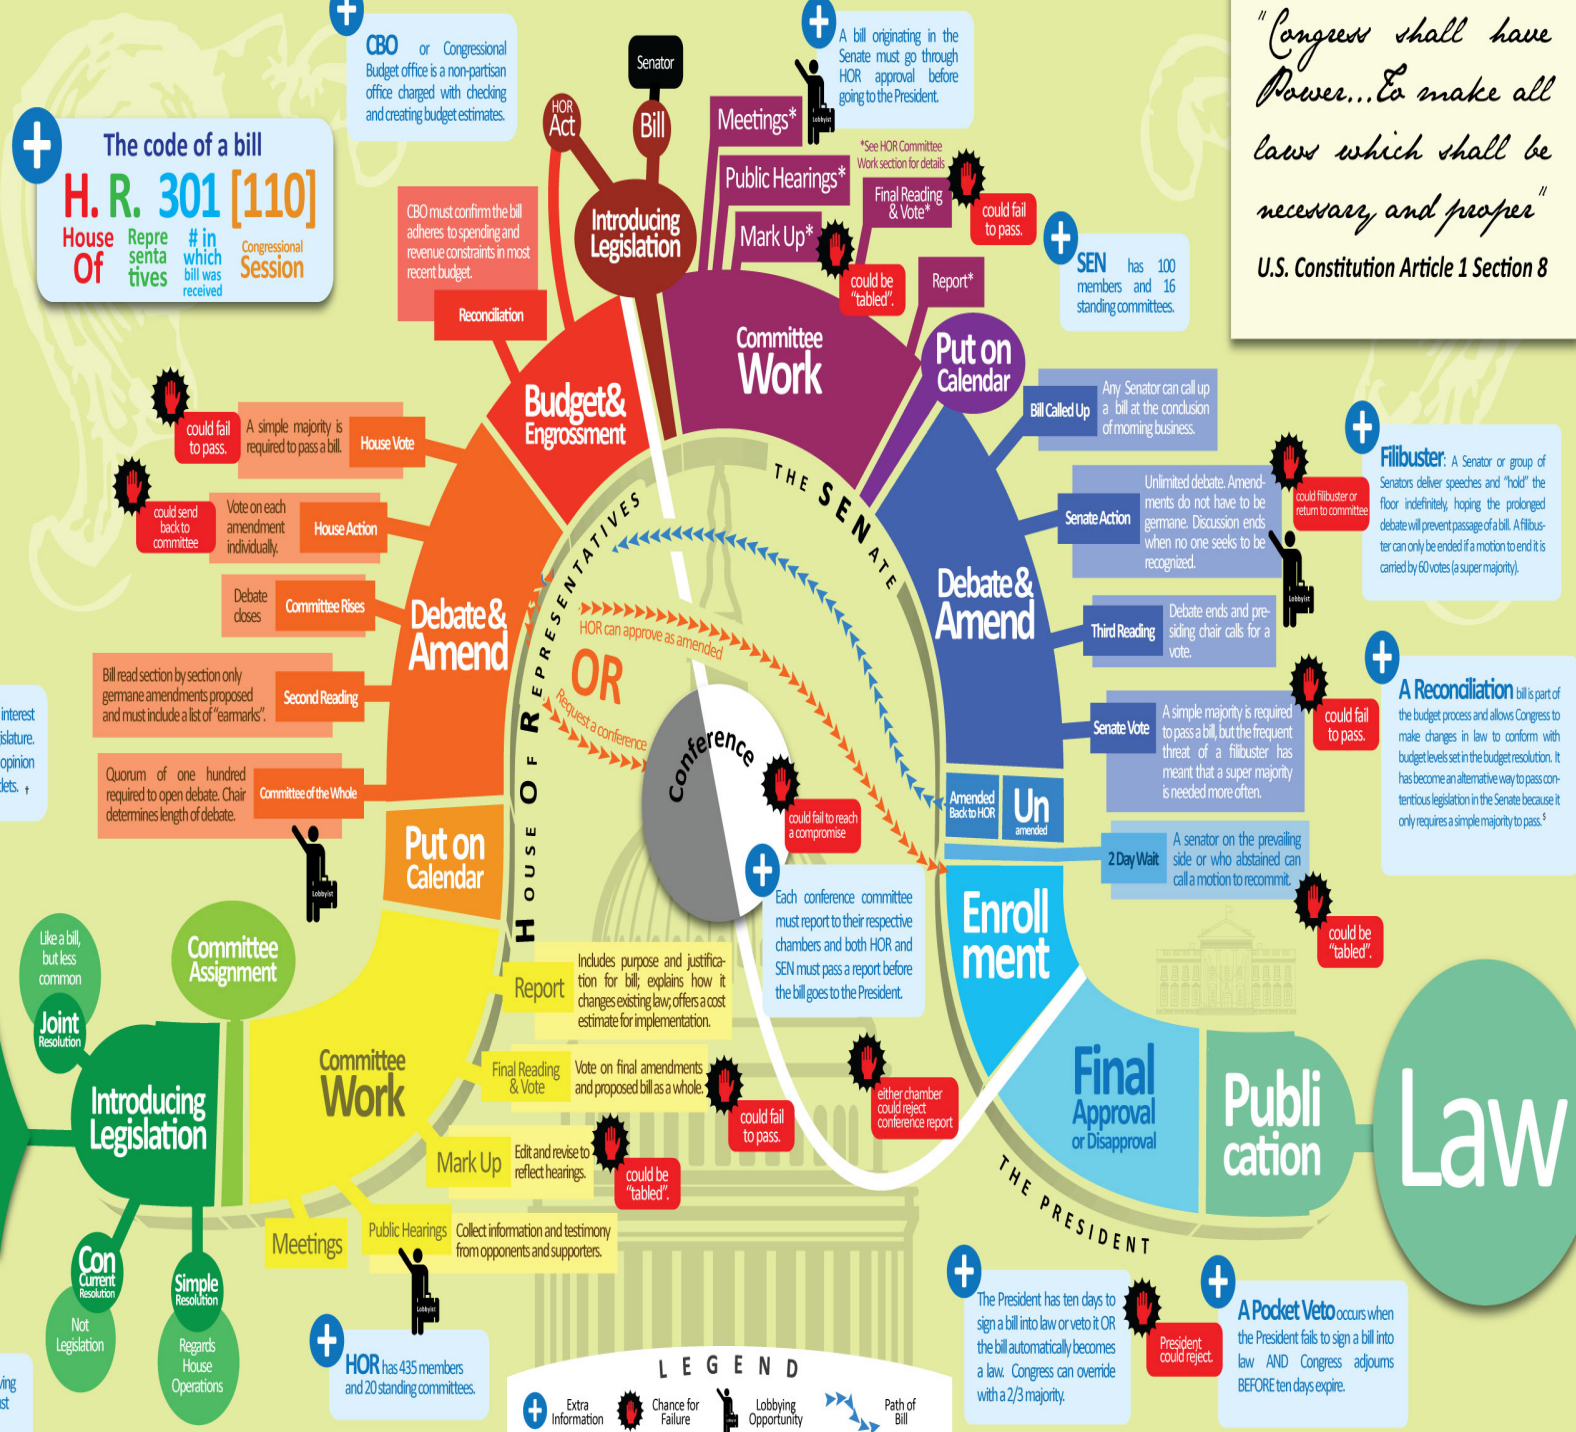 "Congress shall have
Power...To make all
laws which shall be
necessary and proper"
U.S. Constitution Article 1 Section 8
The code of a bill
H. R. 301 [110]
House
Of
Repre
senta
tives
# in
which
bill was
received
Congressional
Session
CBO or Congressional
Budget office is a non-partisan
office charged with checking
and creating budget estimates.
Senator
Bill
HOR
Act
Introducing
Legislation
A bill originating in the
Senate must go through
HOR approval before
going to the President.
Lobbyist
Meetings*
Public Hearings*
Mark Up*
*See HOR Committee
Work section for details
Final Reading
& Vote*
could fail
to pass.
could be
"tabled".
Report*
SEN has 100
members and 16
standing committees.
Committee
Work
Put on
Calendar
CBO must confirm the bill
adheres to spending and
revenue constraints in most
recent budget.
Reconciliation
Budget&
Engrossment
could fail
to pass.
A simple majority is
required to pass a bill.
House Vote
could send
back to
committee
Vote on each
amendment
individually.
House Action
Debate
closes
Committee Rises
Bill read section by section only
germane amendments proposed
and must include a list of "earmarks".
Second Reading
Quorum of one hundred
required to open debate. Chair
determines length of debate.
Committee of the Whole
Debate &
Amend
Lobbyist
Put on
Calendar
interest
islature.
opinion
lets. †
HOUSE OF REPRESENTATIVES
THE SENATE
HOR can approve as amended
OR
Request a conference
Conference
could fail to reach
a compromise
Each conference committee
must report to their respective
chambers and both HOR and
SEN must pass a report before
the bill goes to the President.
either chamber
could reject
conference report
Bill Called Up
Any Senator can call up
a bill at the conclusion
of morning business.
Senate Action
Unlimited debate. Amend-
ments do not have to be
germane. Discussion ends
when no one seeks to be
recognized.
could filibuster or
return to committee
Lobbyist
Filibuster: A Senator or group of
Senators deliver speeches and "hold" the
floor indefinitely, hoping the prolonged
debate will prevent passage of a bill. A filibus-
ter can only be ended if a motion to end it is
carried by 60 votes (a super majority).
Debate &
Amend
Third Reading
Debate ends and pre-
siding chair calls for a
vote.
Senate Vote
A simple majority is required
to pass a bill, but the frequent
threat of a filibuster has
meant that a super majority
is needed more often.
could fail
to pass.
A Reconciliation bill is part of
the budget process and allows Congress to
make changes in law to conform with
budget levels set in the budget resolution. It
has become an alternative way to pass con-
tentious legislation in the Senate because it
only requires a simple majority to pass.$
Amended
Back to HOR
Un
amended
2 Day Wait
A senator on the prevailing
side or who abstained can
call a motion to recommit.
could be
"tabled".
Enroll
ment
Final
Approval
or Disapproval
Publi
cation
Law
THE PRESIDENT
Like a bill,
but less
common
Joint
Resolution
Committee
Assignment
Introducing
Legislation
Committee
Work
Con
Current
Resolution
Not
Legislation
Simple
Resolution
Regards
House
Operations
Report
Includes purpose and justifica-
tion for bill; explains how it
changes existing law; offers a cost
estimate for implementation.
Final Reading
& Vote
Vote on final amendments
and proposed bill as a whole.
could fail
to pass.
Mark Up
Edit and revise to
reflect hearings.
could be
"tabled".
Public Hearings
Collect information and testimony
from opponents and supporters.
Meetings
Lobbyist
HOR has 435 members
and 20 standing committees.
ving
ust
The President has ten days to
sign a bill into law or veto it OR
the bill automatically becomes
a law. Congress can override
with a 2/3 majority.
President
could reject.
A Pocket Veto occurs when
the President fails to sign a bill into
law AND Congress adjourns
BEFORE ten days expire.
LEGEND
Extra
Information
Chance for
Failure
Lobbying
Opportunity
Path of
Bill